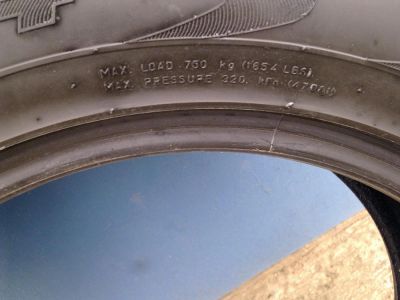 MAX. LOAD 750 kg (1654 LBS).
MAX. PRESSURE 320. kPa